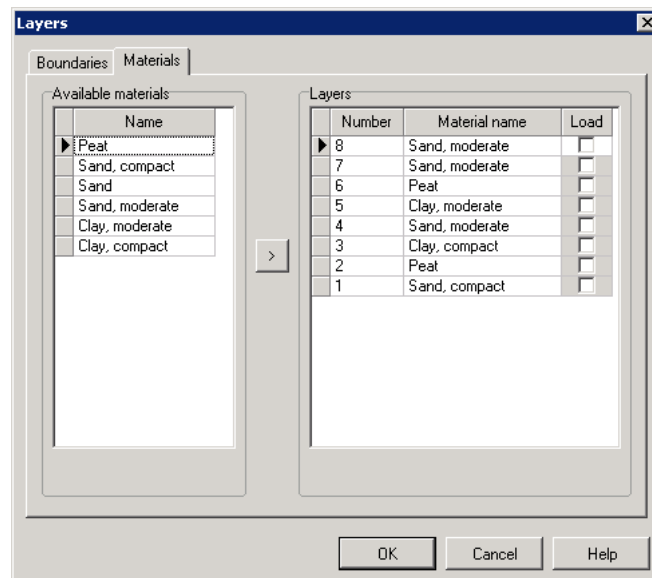 Layers
Boundaries Materials
Available materials
Name
Peat
Sand, compact
Sand
Sand, moderate
Clay, moderate
Clay, compact
>
Layers
Number Material name Load
8 Sand, moderate
7 Sand, moderate
6 Peat
5 Clay, moderate
4 Sand, moderate
3 Clay, compact
2 Peat
1 Sand, compact
OK Cancel Help